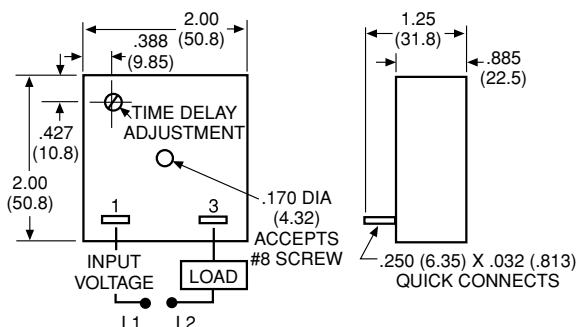 2.00
(50.8)
.388
(9.85)
TIME DELAY
ADJUSTMENT
.427
(10.8)
2.00
(50.8)
1
3
.170 DIA
(4.32)
ACCEPTS
#8 SCREW
INPUT
VOLTAGE
LOAD
L1 L2
1.25
(31.8)
.885
(22.5)
.250 (6.35) X .032 (.813)
QUICK CONNECTS